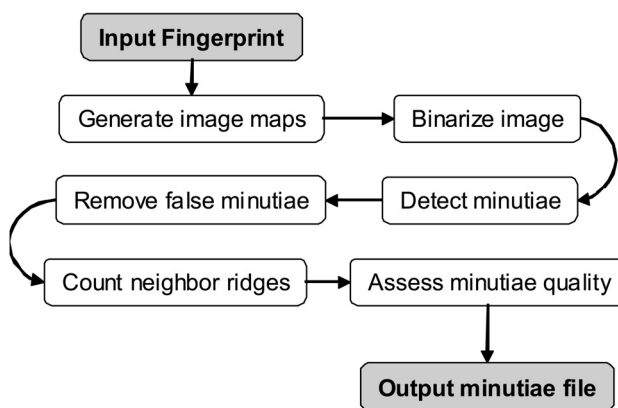 Input Fingerprint
Generate image maps
Binarize image
Detect minutiae
Remove false minutiae
Count neighbor ridges
Assess minutiae quality
Output minutiae file